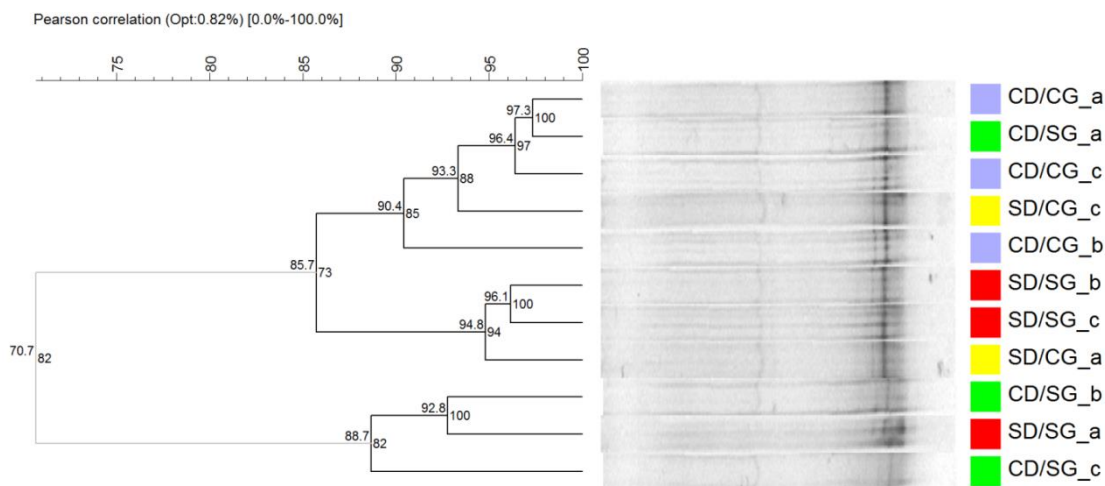 Pearson correlation (Opt:0.82%) [0.0%-100.0%]
75 80 85 90 95 100
CD/CG_a
97.3 100
CD/SG_a
96.4 97
CD/CG_c
93.3 88
SD/CG_c
90.4 85
CD/CG_b
85.7 73
SD/SG_b
96.1 100
SD/SG_c
94.8 94
SD/CG_a
70.7 82
CD/SG_b
92.8 100
SD/SG_a
88.7 82
CD/SG_c